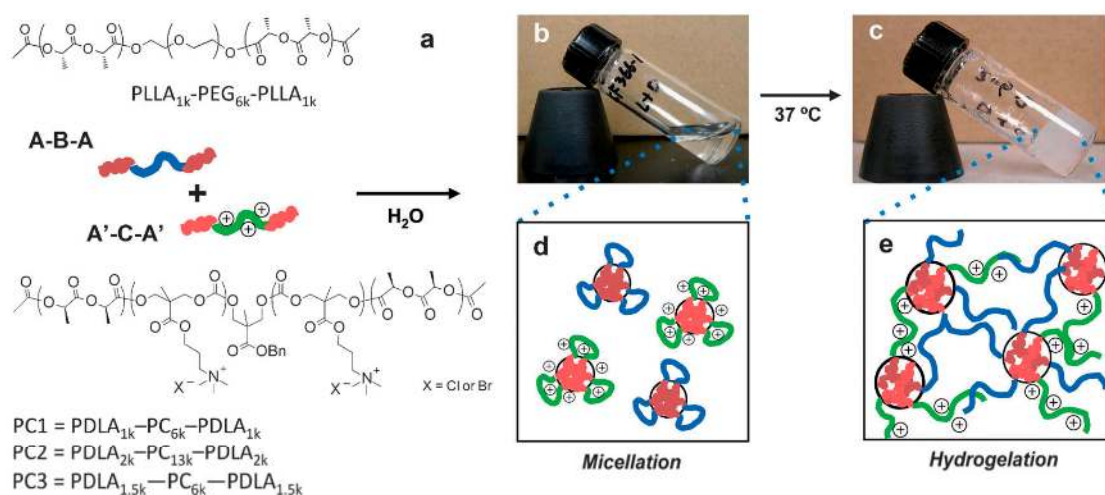 a
O O O O O O O O O O
PLLA1k-PEG6k-PLLA1k
A-B-A
+
A'-C-A'
H2O
O O O O O O O O O O
OBn
X− N+ X− N+ X = Cl or Br
PC1 = PDLA1k–PC6k–PDLA1k
PC2 = PDLA2k–PC13k–PDLA2k
PC3 = PDLA1.5k–PC6k–PDLA1.5k
b
37 ºC
c
d
Micellation
e
Hydrogelation